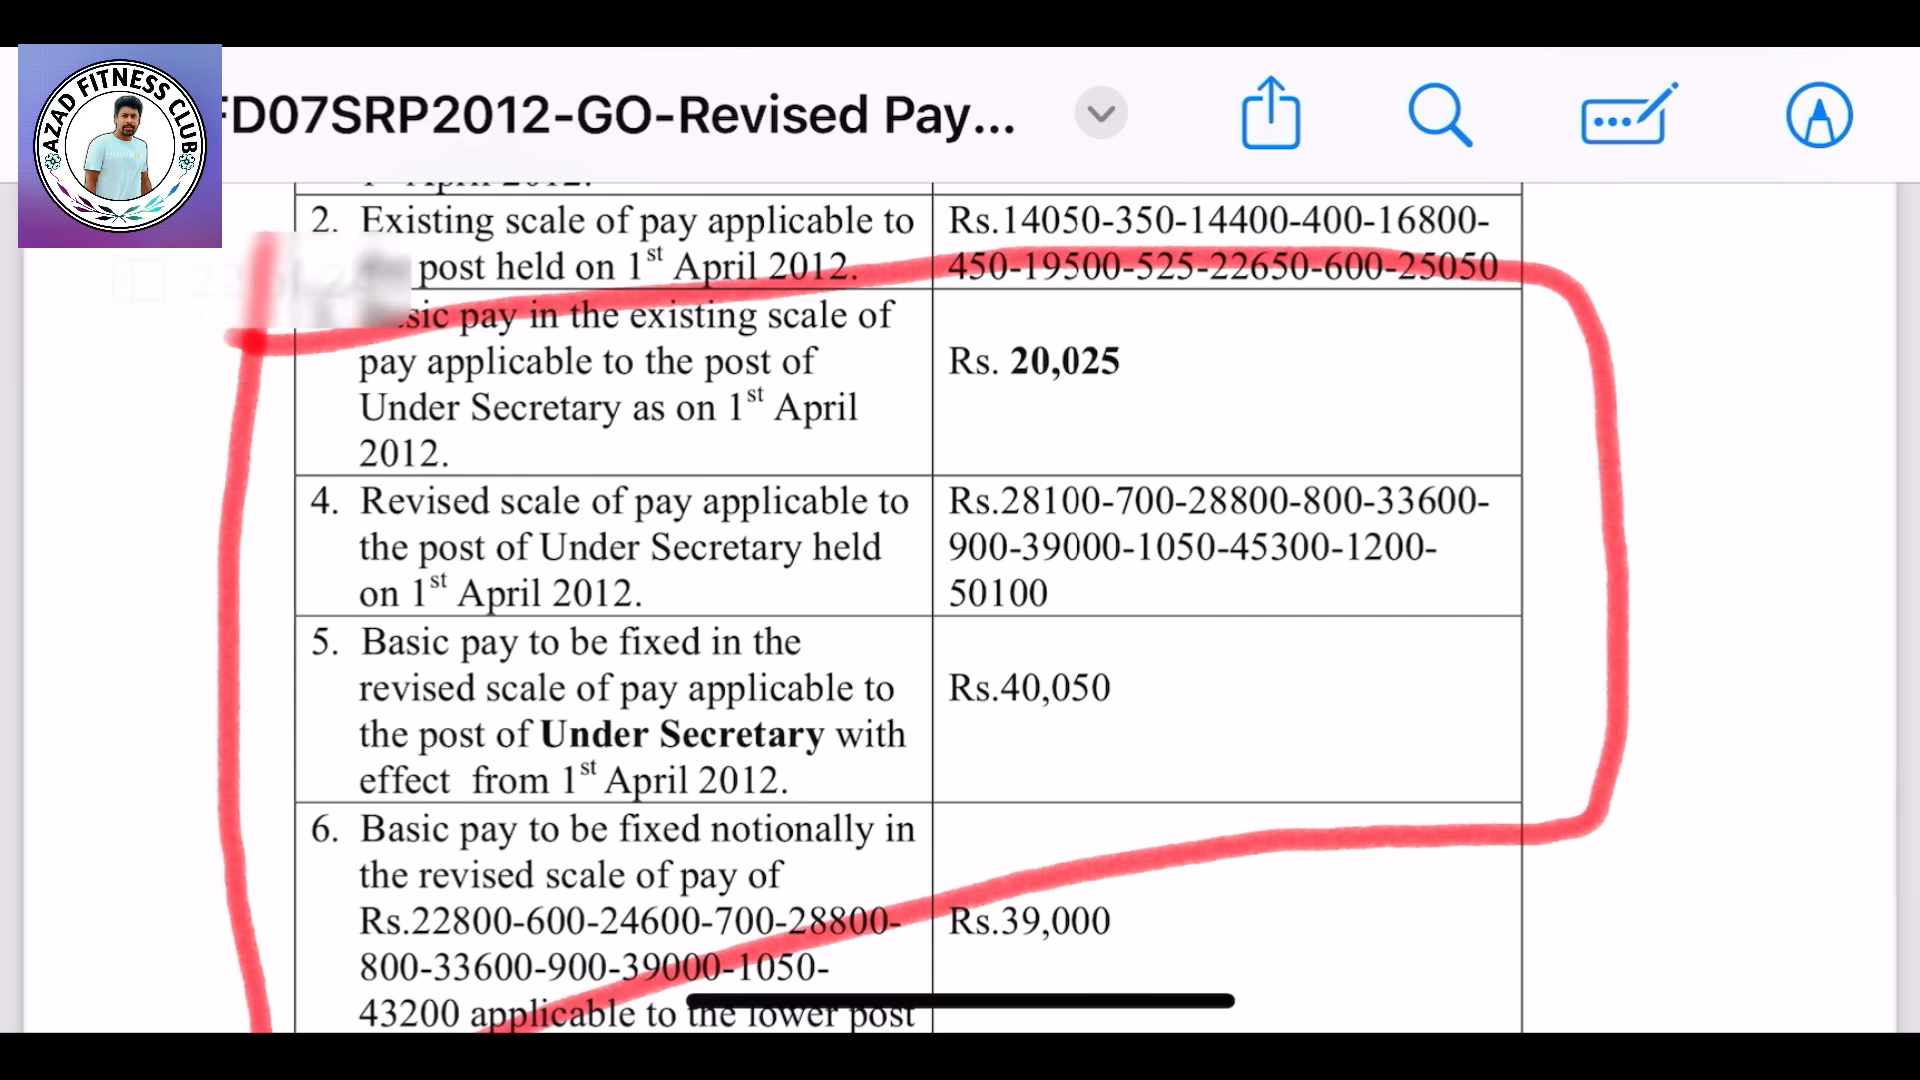 AZAD FITNESS CLUB
FD07SRP2012-GO-Revised Pay...
2. Existing scale of pay applicable to
post held on 1st April 2012.
Rs.14050-350-14400-400-16800-
450-19500-525-22650-600-25050
pay in the existing scale of
pay applicable to the post of
Under Secretary as on 1st April
2012.
Rs. 20,025
4. Revised scale of pay applicable to
the post of Under Secretary held
on 1st April 2012.
Rs.28100-700-28800-800-33600-
900-39000-1050-45300-1200-
50100
5. Basic pay to be fixed in the
revised scale of pay applicable to
the post of Under Secretary with
effect from 1st April 2012.
Rs.40,050
6. Basic pay to be fixed notionally in
the revised scale of pay of
Rs.22800-600-24600-700-28800-
800-33600-900-39000-1050-
43200 applicable to the lower post
Rs.39,000